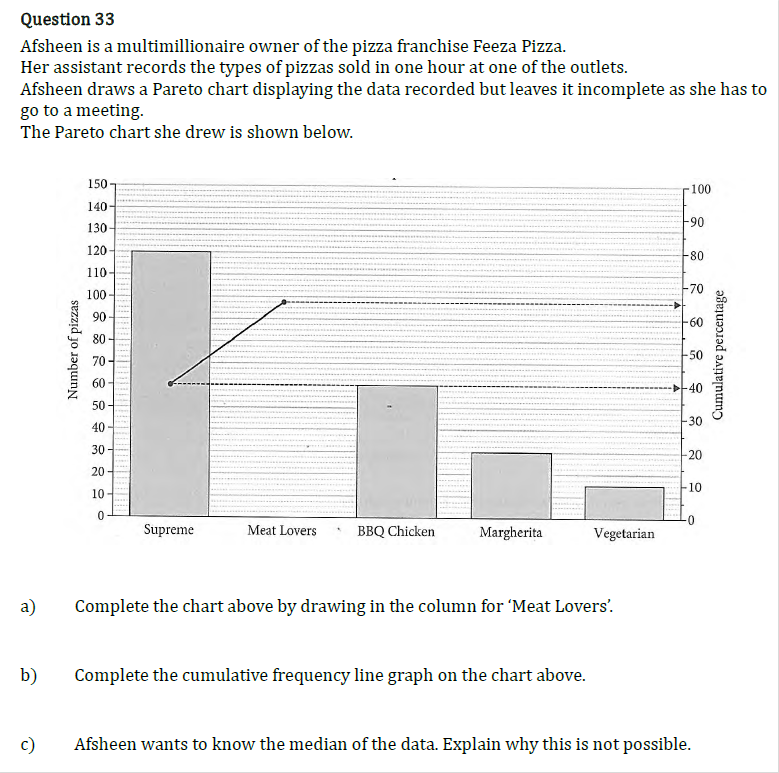 Question 33
Afsheen is a multimillionaire owner of the pizza franchise Feeza Pizza.
Her assistant records the types of pizzas sold in one hour at one of the outlets.
Afsheen draws a Pareto chart displaying the data recorded but leaves it incomplete as she has to
go to a meeting.
The Pareto chart she drew is shown below.
150
140
130
120
110
100
90
80
70
60
50
40
30
20
10
0
Number of pizzas
100
90
80
70
60
50
40
30
20
10
0
Cumulative percentage
Supreme Meat Lovers BBQ Chicken Margherita Vegetarian
a) Complete the chart above by drawing in the column for ‘Meat Lovers’.
b) Complete the cumulative frequency line graph on the chart above.
c) Afsheen wants to know the median of the data. Explain why this is not possible.